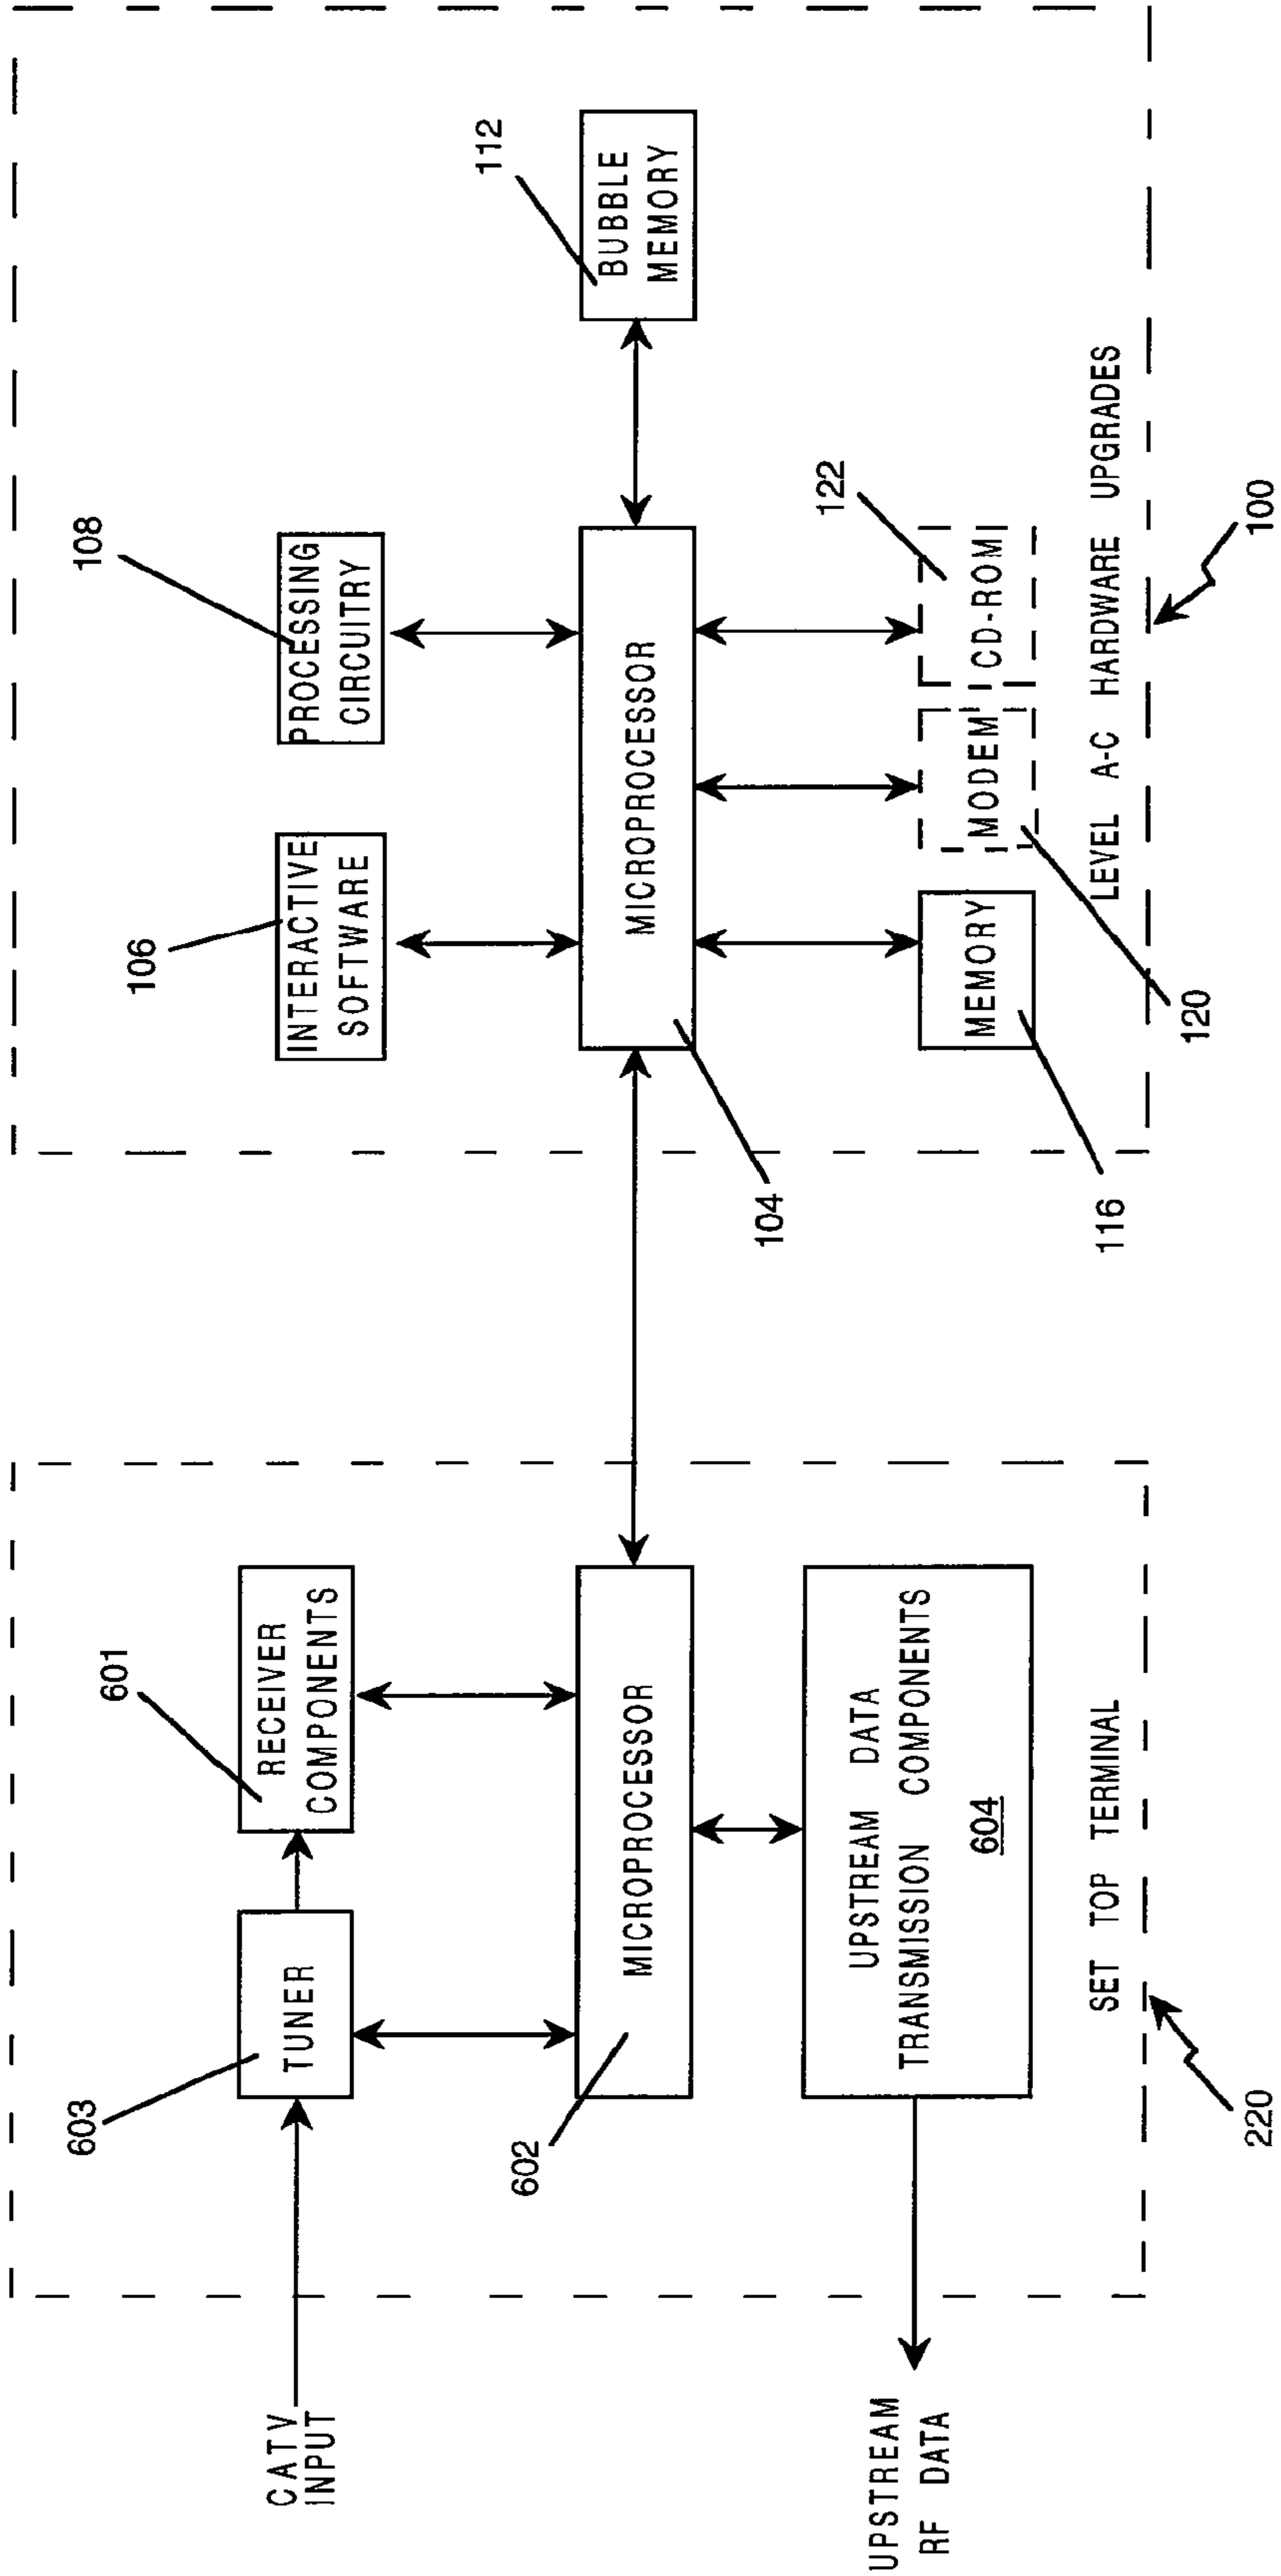 CATV
INPUT
603
TUNER
601
RECEIVER
COMPONENTS
602
MICROPROCESSOR
UPSTREAM DATA
TRANSMISSION COMPONENTS
604
UPSTREAM
RF DATA
SET TOP TERMINAL
220
106
INTERACTIVE
SOFTWARE
108
PROCESSING
CIRCUITRY
MICROPROCESSOR
104
112
BUBBLE
MEMORY
MEMORY
116
MODEM
120
CD-ROM
122
LEVEL A-C HARDWARE UPGRADES
100